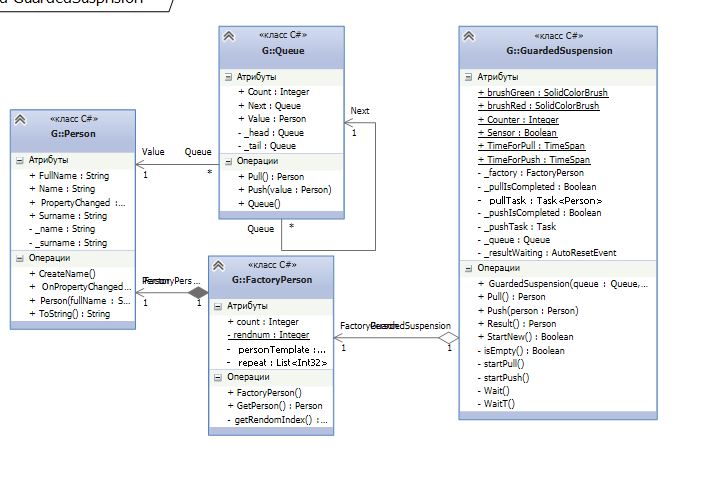 «класс C#»
G::Queue
Атрибуты
+ Count : Integer
+ Next : Queue
+ Value : Person
- _head : Queue
- _tail : Queue
Операции
+ Pull() : Person
+ Push(value : Person)
+ Queue()
«класс C#»
G::GuardedSuspension
Атрибуты
+ brushGreen : SolidColorBrush
+ brushRed : SolidColorBrush
+ Counter : Integer
+ Sensor : Boolean
+ TimeForPull : TimeSpan
+ TimeForPush : TimeSpan
- _factory : FactoryPerson
- _pullIsCompleted : Boolean
- pullTask : Task<Person>
- _pushIsCompleted : Boolean
- _pushTask : Task
- _queue : Queue
- _resultWaiting : AutoResetEvent
Операции
+ GuardedSuspension(queue : Queue,...
+ Pull() : Person
+ Push(person : Person)
+ Result() : Person
+ StartNew() : Boolean
- isEmpty() : Boolean
- startPull()
- startPush()
- Wait()
- WaitT()
«класс C#»
G::Person
Атрибуты
+ FullName : String
+ Name : String
+ PropertyChanged :...
+ Surname : String
- _name : String
- _surname : String
Операции
+ CreateName()
+ OnPropertyChanged...
+ Person(fullName : S...
+ ToString() : String
Value
Queue
1
*
Next
1
Queue
*
«класс C#»
G::FactoryPerson
Атрибуты
+ count : Integer
- rendnum : Integer
- personTemplate :...
- repeat : List<Int32>
Операции
+ FactoryPerson()
+ GetPerson() : Person
- getRendomIndex() :...
1
1
1
1